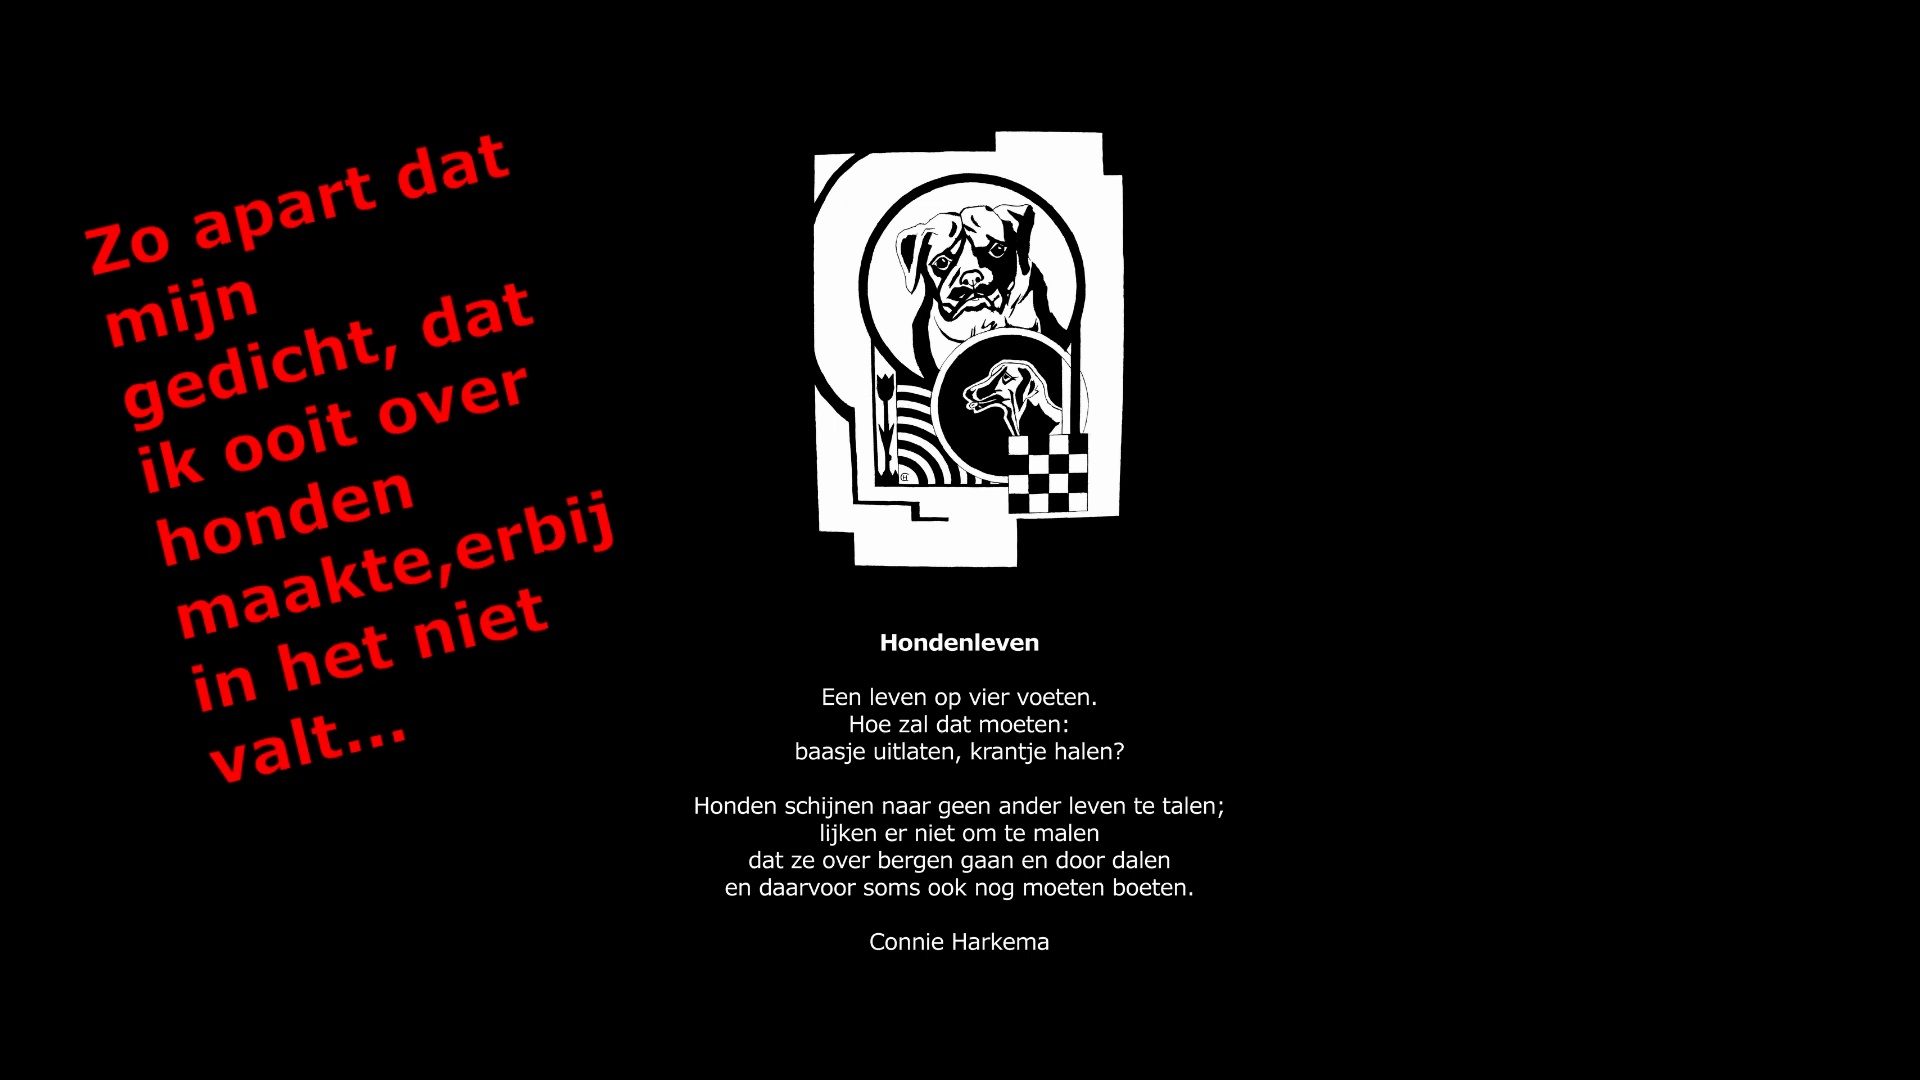 Zo apart dat
mijn
gedicht, dat
ik ooit over
honden
maakte,erbij
in het niet
valt...
Hondenleven
Een leven op vier voeten.
Hoe zal dat moeten:
baasje uitlaten, krantje halen?
Honden schijnen naar geen ander leven te talen;
lijken er niet om te malen
dat ze over bergen gaan en door dalen
en daarvoor soms ook nog moeten boeten.
Connie Harkema